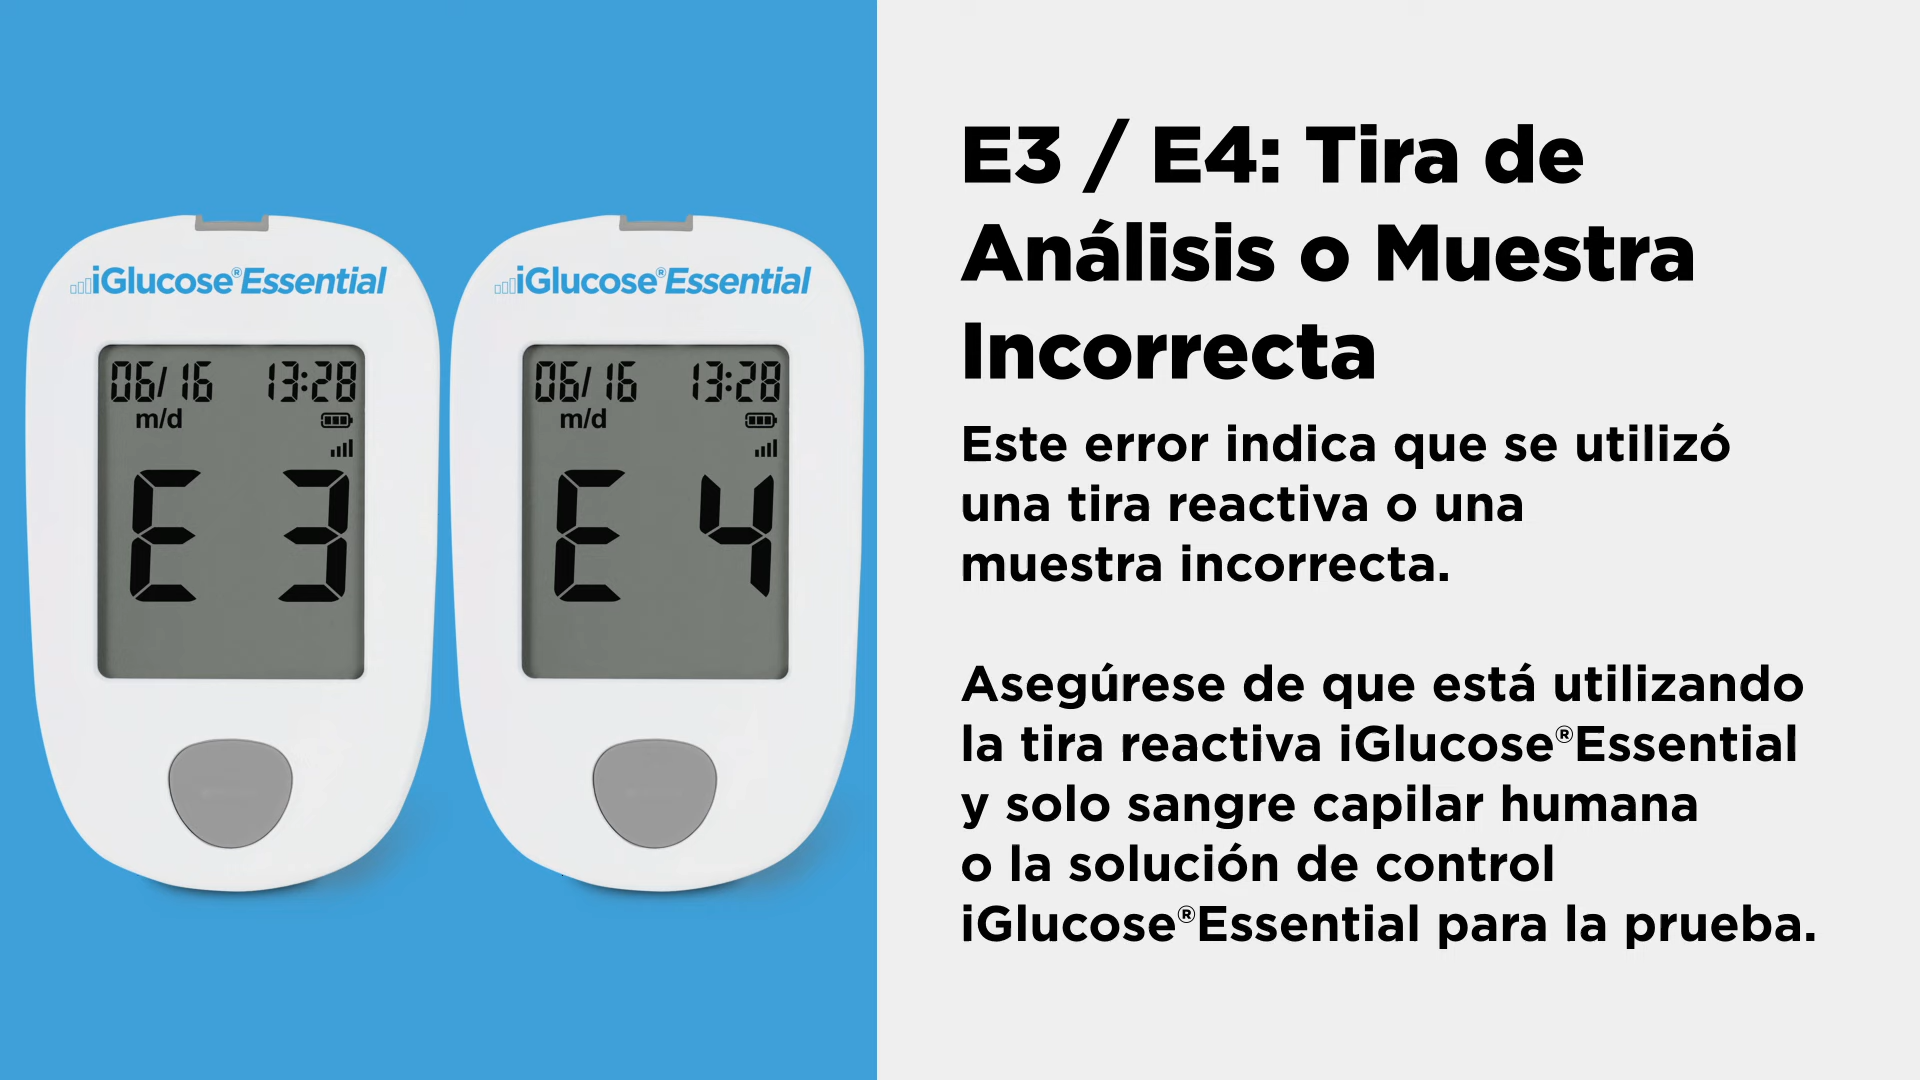 iGlucose®Essential
06/16 13:28
m/d
E 3
iGlucose®Essential
06/16 13:28
m/d
E 4
E3 / E4: Tira de
Análisis o Muestra
Incorrecta
Este error indica que se utilizó
una tira reactiva o una
muestra incorrecta.
Asegúrese de que está utilizando
la tira reactiva iGlucose®Essential
y solo sangre capilar humana
o la solución de control
iGlucose®Essential para la prueba.